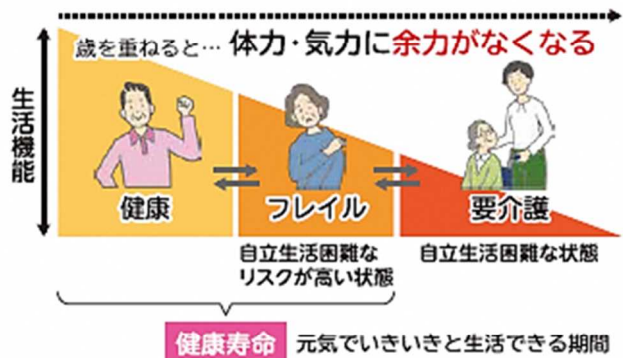 歳を重ねると… 体力・気力に余力がなくなる
生活機能
健康
フレイル
要介護
自立生活困難な
リスクが高い状態
自立生活困難な状態
健康寿命 元気でいきいきと生活できる期間